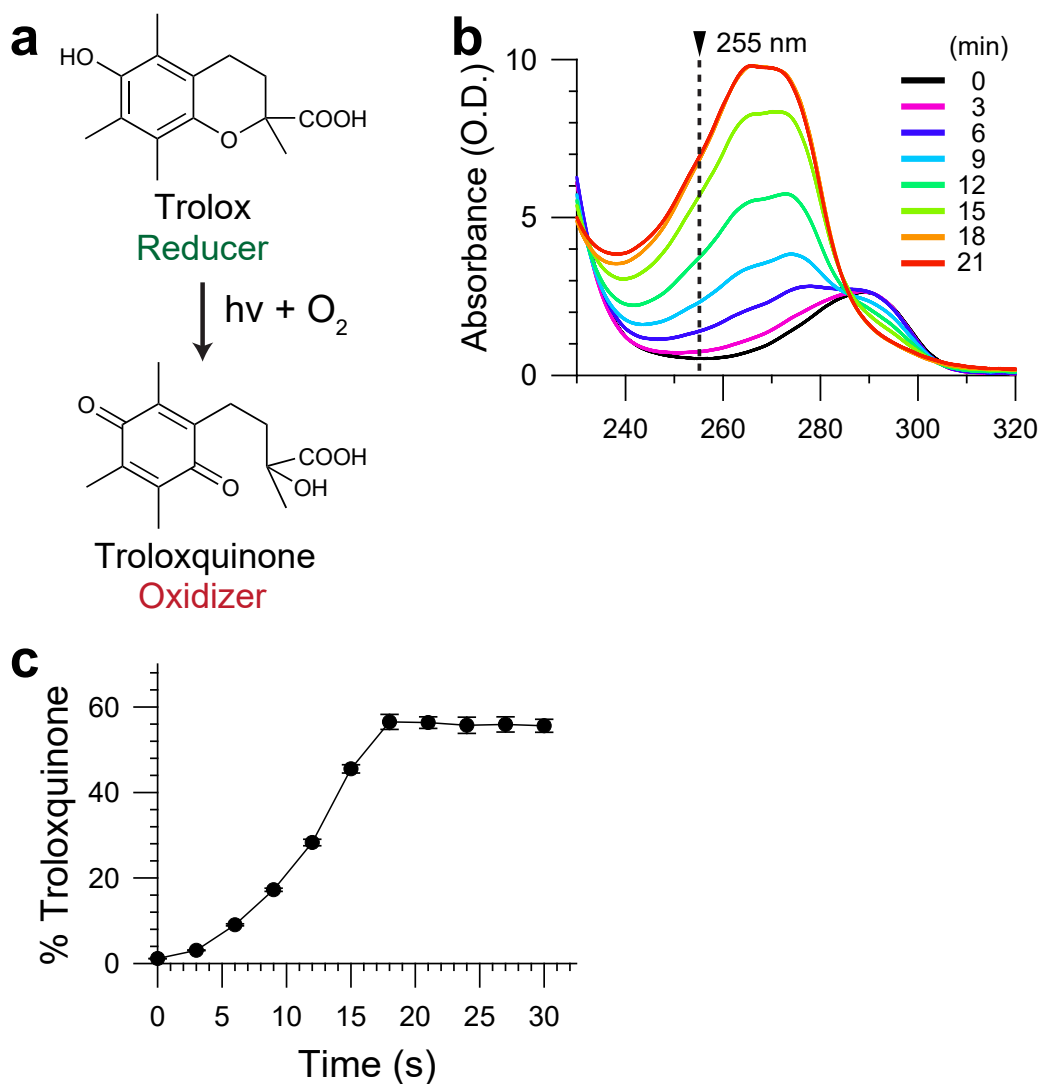 a
HO
O
COOH
Trolox
Reducer
hv + O2
O
O
COOH
OH
Troloxquinone
Oxidizer
b
255 nm
(min)
0
3
6
9
12
15
18
21
Absorbance (O.D.)
10
5
0
240
260
280
300
320
c
% Troloxquinone
60
40
20
0
0
5
10
15
20
25
30
Time (s)